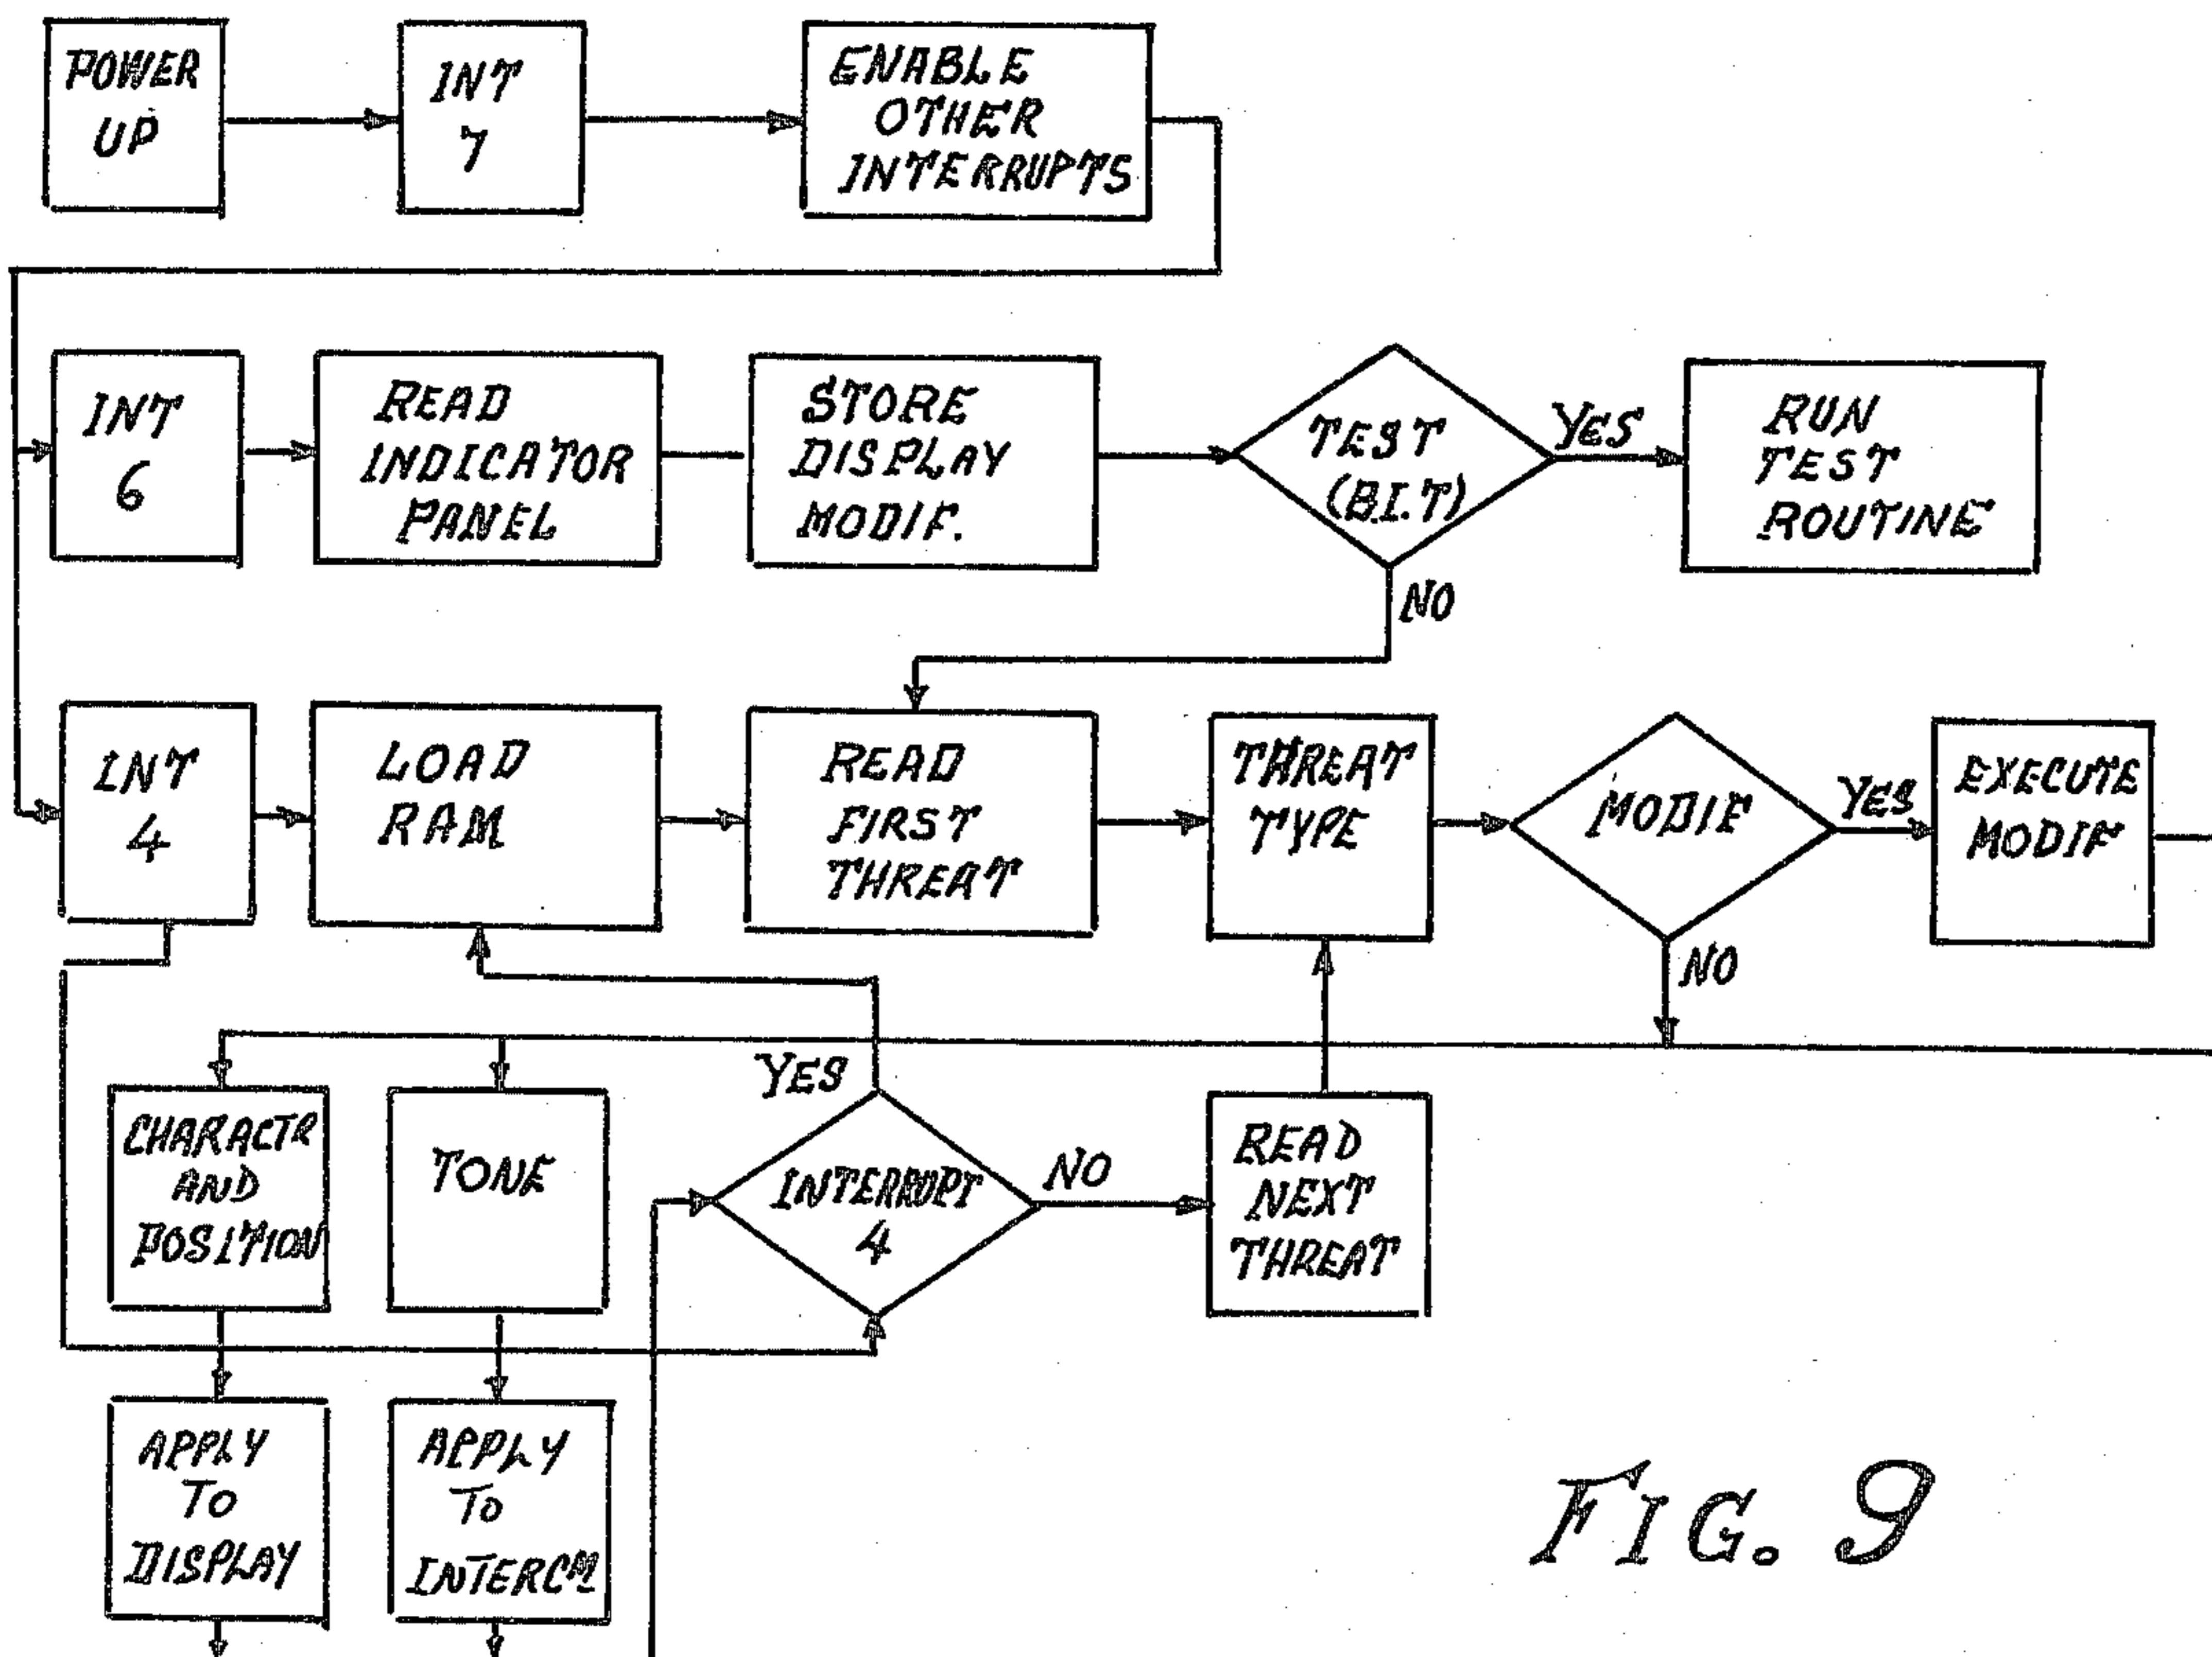 POWER
UP
INT
7
ENABLE
OTHER
INTERRUPTS
INT
6
READ
INDICATOR
PANEL
STORE
DISPLAY
MODIF.
TEST
(B.I.T)
YES
RUN
TEST
ROUTINE
NO
INT
4
LOAD
RAM
READ
FIRST
THREAT
THREAT
TYPE
MODIF
YES
EXECUTE
MODIF
NO
CHARACTR
AND
POSITION
TONE
YES
INTERRUPT
4
NO
READ
NEXT
THREAT
APPLY
TO
DISPLAY
APPLY
TO
INTERCM
FIG. 9